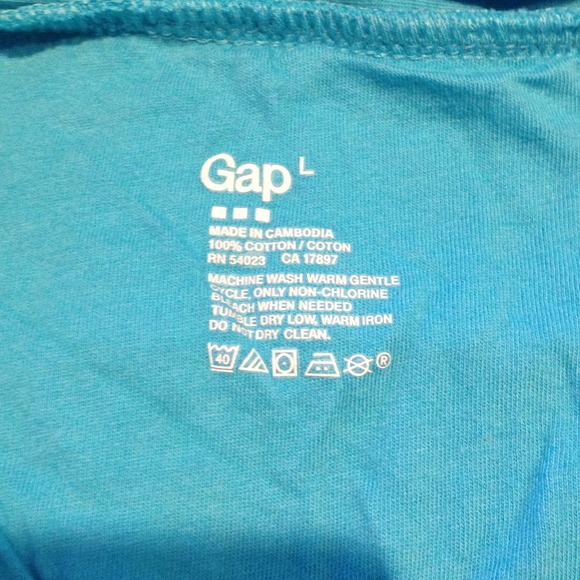 Gap L
MADE IN CAMBODIA
100% COTTON / COTON
RN 54023 CA 17897
MACHINE WASH WARM GENTLE
CYCLE, ONLY NON-CHLORINE
BLEACH WHEN NEEDED
TUMBLE DRY LOW, WARM IRON
DO NOT DRY CLEAN.
40 ®